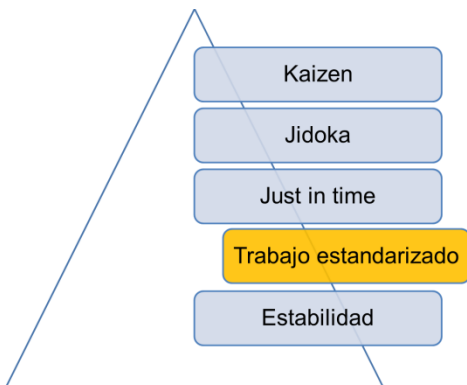 Kaizen
Jidoka
Just in time
Trabajo estandarizado
Estabilidad